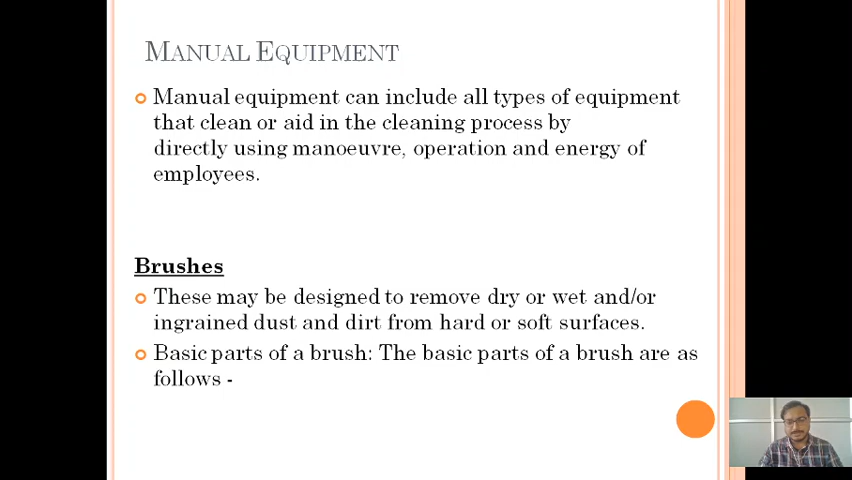 MANUAL EQUIPMENT
Manual equipment can include all types of equipment
that clean or aid in the cleaning process by
directly using manoeuvre, operation and energy of
employees.
Brushes
These may be designed to remove dry or wet and/or
ingrained dust and dirt from hard or soft surfaces.
Basic parts of a brush: The basic parts of a brush are as
follows -